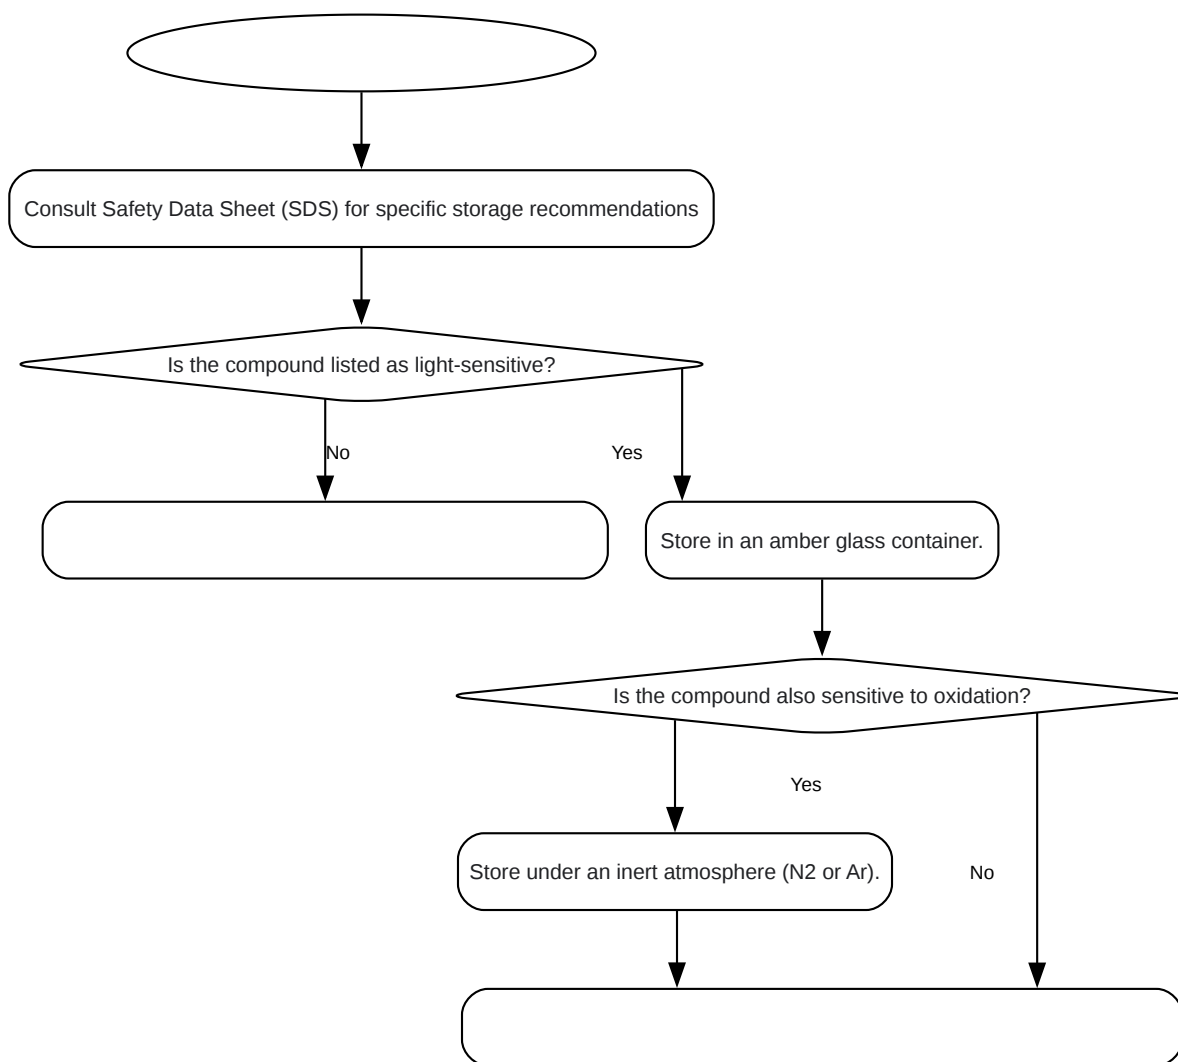 Consult Safety Data Sheet (SDS) for specific storage recommendations
Is the compound listed as light-sensitive?
No
Yes
Store in an amber glass container.
Is the compound also sensitive to oxidation?
Yes
Store under an inert atmosphere (N2 or Ar).
No